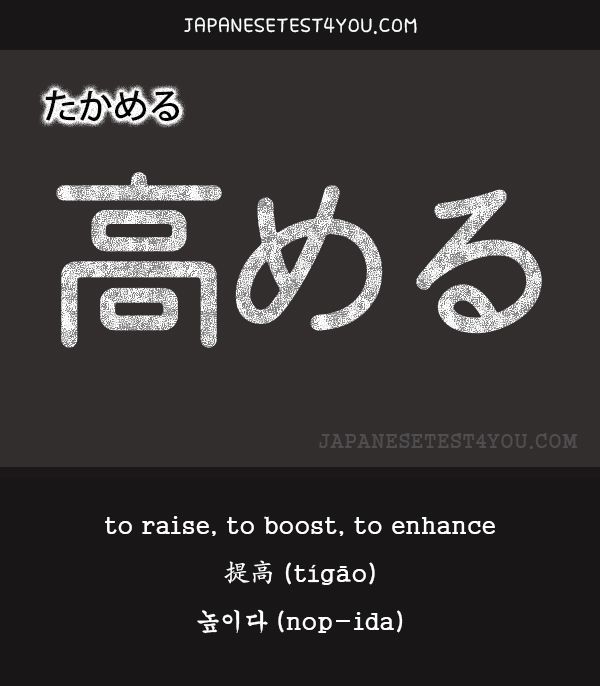 JAPANESETEST4YOU.COM
たかめる
高める
JAPANESETEST4YOU.COM
to raise, to boost, to enhance
提高 (tígāo)
높이다 (nop-ida)